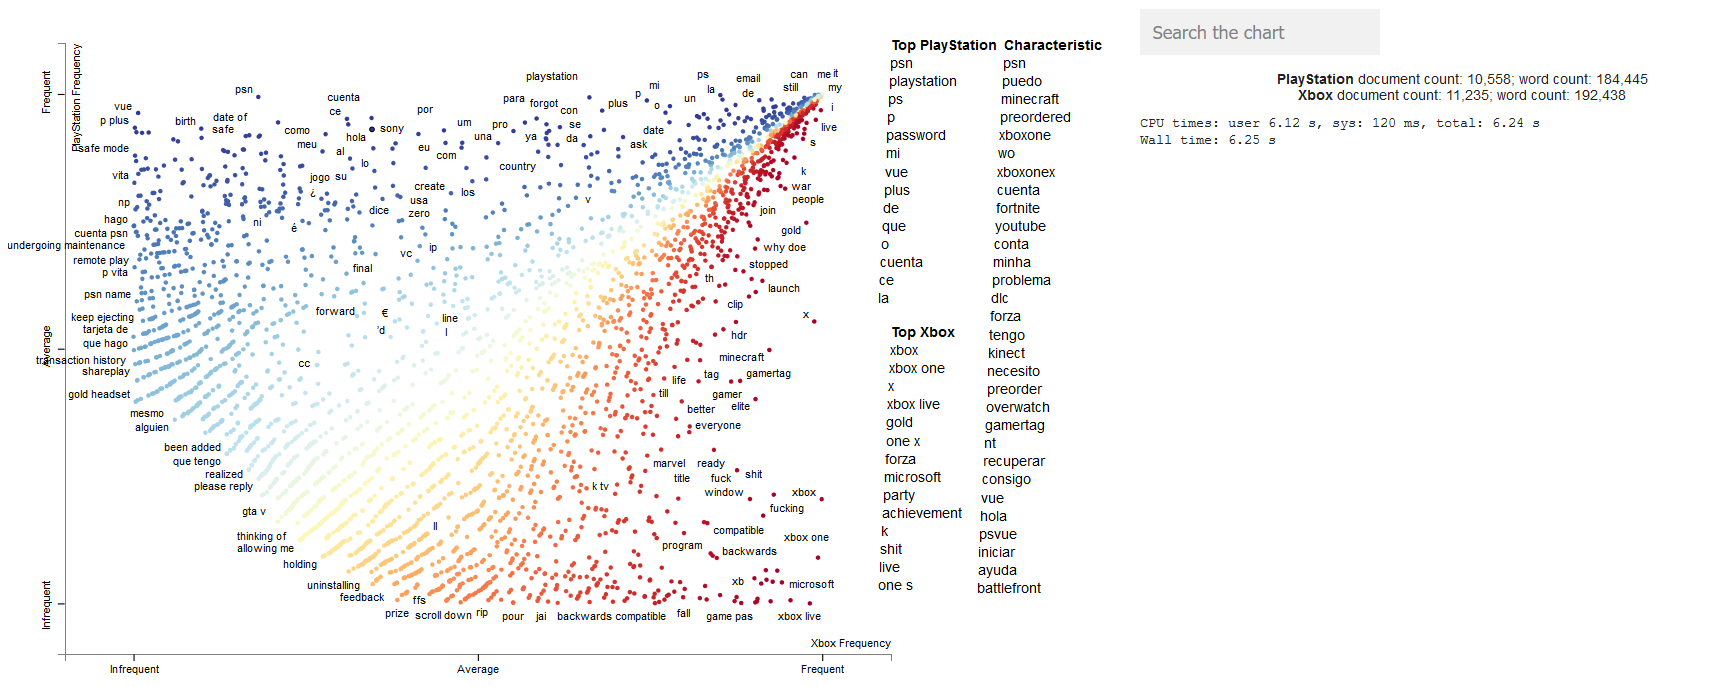 Search the chart
PlayStation document count: 10,558; word count: 184,445
Xbox document count: 11,235; word count: 192,438
CPU times: user 6.12 s, sys: 120 ms, total: 6.24 s
Wall time: 6.25 s
Top PlayStation Characteristic
psn psn
playstation puedo
ps minecraft
p preordered
password xboxone
mi wo
vue xboxonex
plus cuenta
de fortnite
que youtube
o conta
cuenta minha
ce problema
la dlc
forza
Top Xbox tengo
xbox kinect
xbox one necesito
x preorder
xbox live overwatch
gold gamertag
one x nt
forza recuperar
microsoft consigo
party vue
achievement hola
k psvue
shit iniciar
live ayuda
one s battlefront
PlayStation Frequency
Frequent
Average
Infrequent
Xbox Frequency
Infrequent Average Frequent
playstation
mi
ps
email
can
me it
psn
cuenta
para
forgot
p
o
un
la
de
still
my
vue
ce
por
con
plus
i
p plus
birth
date of
safe
como
hola
sony
um
pro
se
date
live
meu
al
una
ya
da
ask
s
safe mode
eu
com
lo
country
vita
jogo
su
create
k
war
¿
usa
los
v
people
np
dice
zero
join
hago
ni
é
gold
cuenta psn
undergoing maintenance
vc
ip
why doe
remote play
final
stopped
p vita
th
launch
psn name
forward
€
line
clip
x
keep ejecting
tarjeta de
'd
l
hdr
que hago
transaction history
cc
minecraft
shareplay
life
tag
gamertag
gold headset
till
gamer
elite
mesmo
better
alguien
everyone
been added
que tengo
marvel
ready
realized
title
fuck
shit
please reply
k tv
window
xbox
gta v
fucking
ll
compatible
thinking of
allowing me
xbox one
program
backwards
holding
uninstalling
xb
microsoft
feedback
ffs
prize
scroll down
rip
pour
jai
backwards compatible
fall
game pas
xbox live